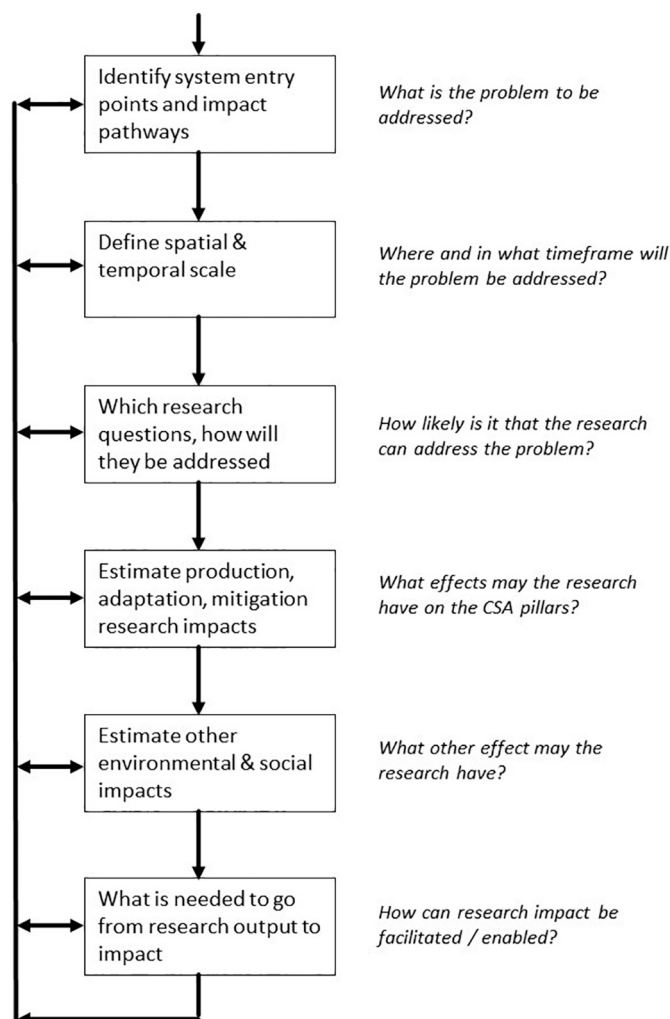 Identify system entry
points and impact
pathways
What is the problem to be
addressed?
Define spatial &
temporal scale
Where and in what timeframe will
the problem be addressed?
Which research
questions, how will
they be addressed
How likely is it that the research
can address the problem?
Estimate production,
adaptation, mitigation
research impacts
What effects may the research
have on the CSA pillars?
Estimate other
environmental & social
impacts
What other effect may the
research have?
What is needed to go
from research output to
impact
How can research impact be
facilitated / enabled?